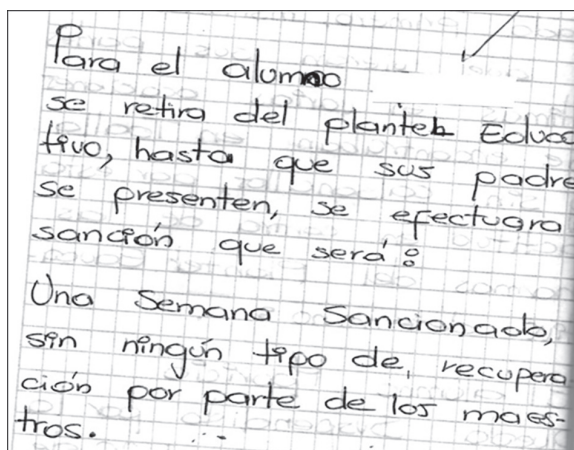 Para el alumno
se retira del plantel Educa
tivo, hasta que sus padre
se presenten, se efectuara
sanción que será:
Una Semana Sancionado,
sin ningún tipo de, recupera
ción por parte de los maes-
tros.